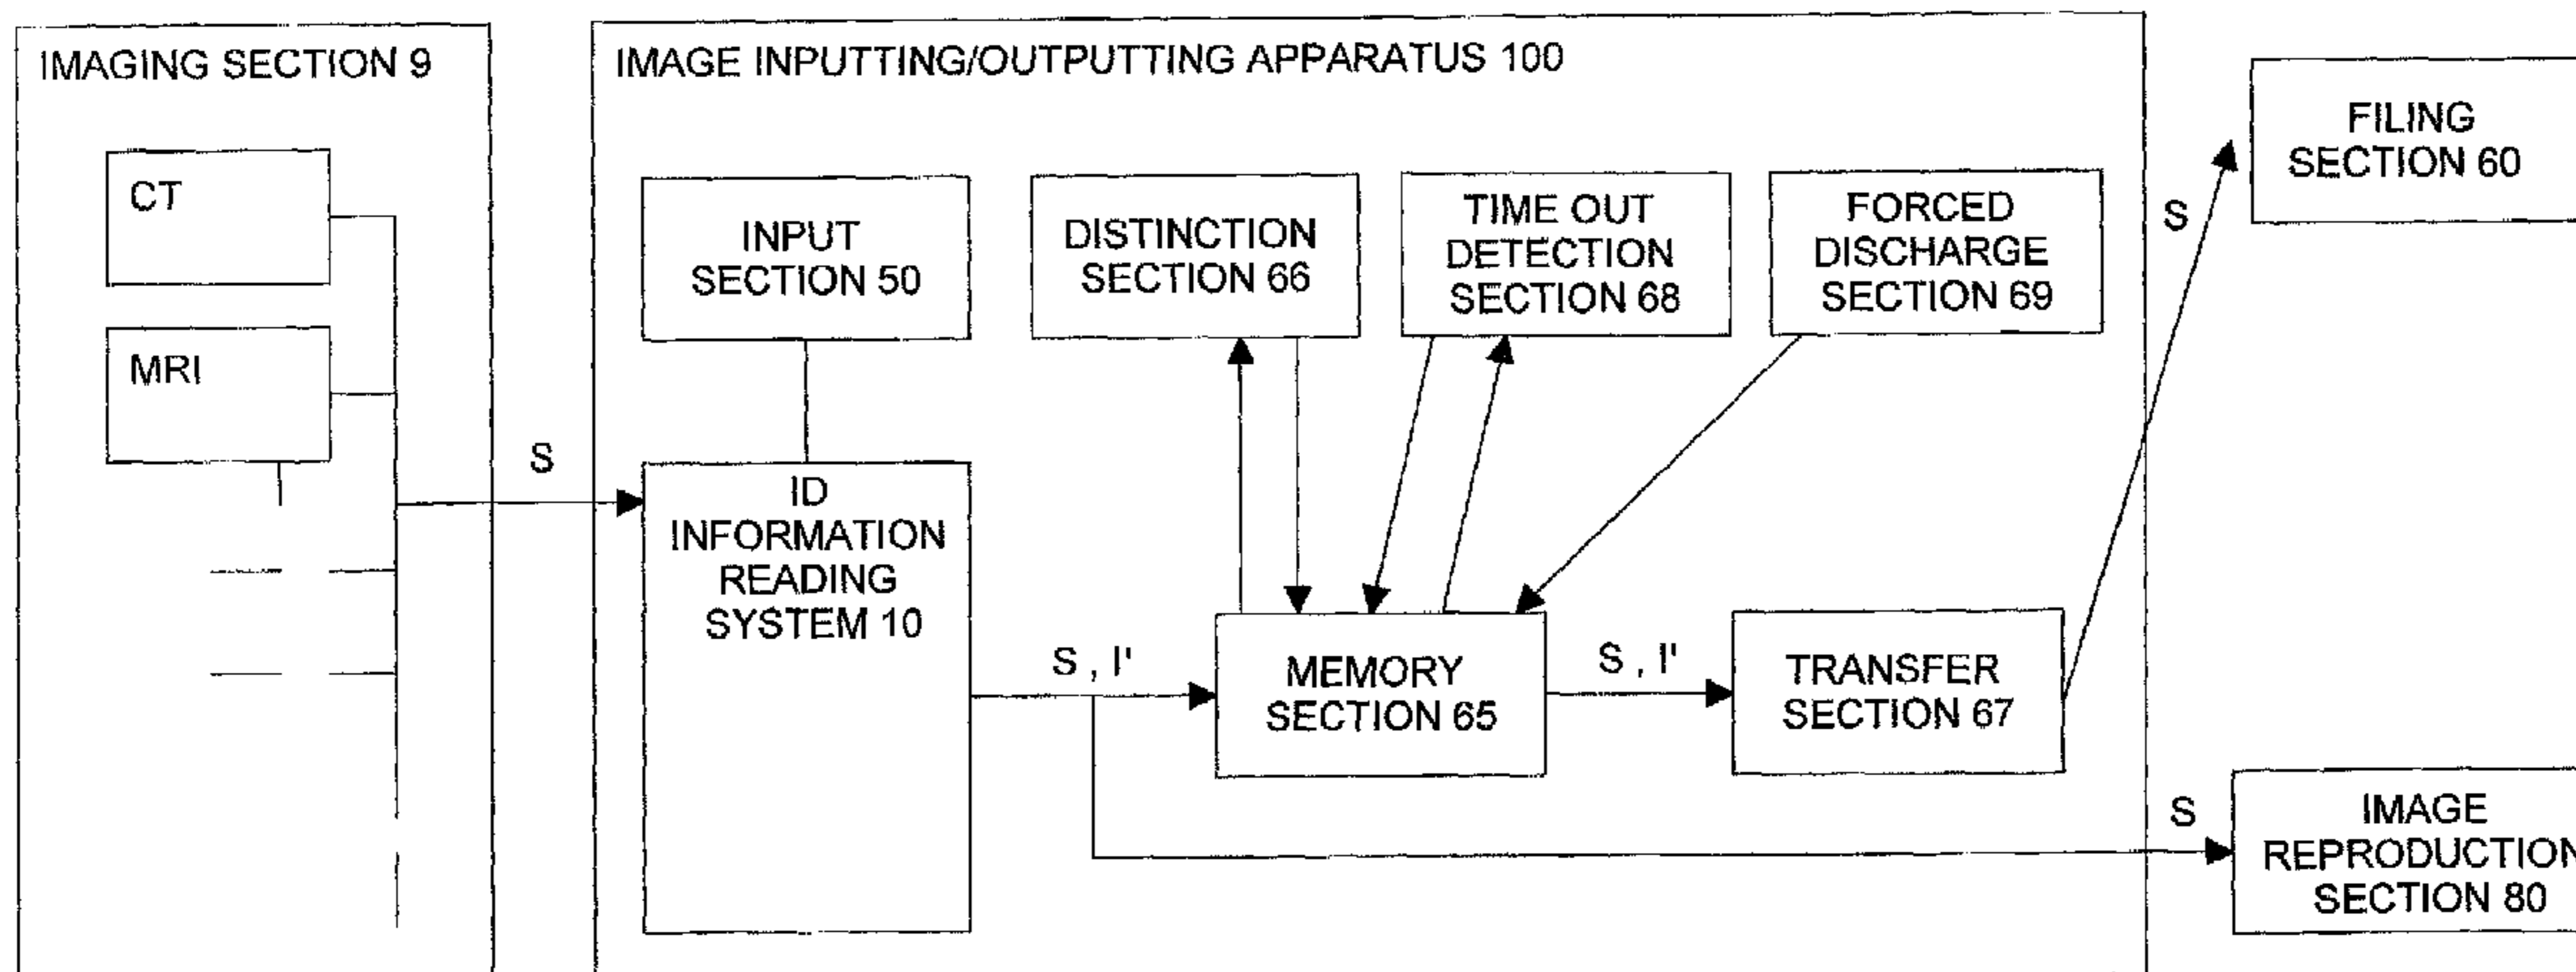 IMAGING SECTION 9
CT
MRI
S
IMAGE INPUTTING/OUTPUTTING APPARATUS 100
INPUT
SECTION 50
DISTINCTION
SECTION 66
TIME OUT
DETECTION
SECTION 68
FORCED
DISCHARGE
SECTION 69
ID
INFORMATION
READING
SYSTEM 10
S , I'
MEMORY
SECTION 65
S , I'
TRANSFER
SECTION 67
S
FILING
SECTION 60
S
IMAGE
REPRODUCTION
SECTION 80